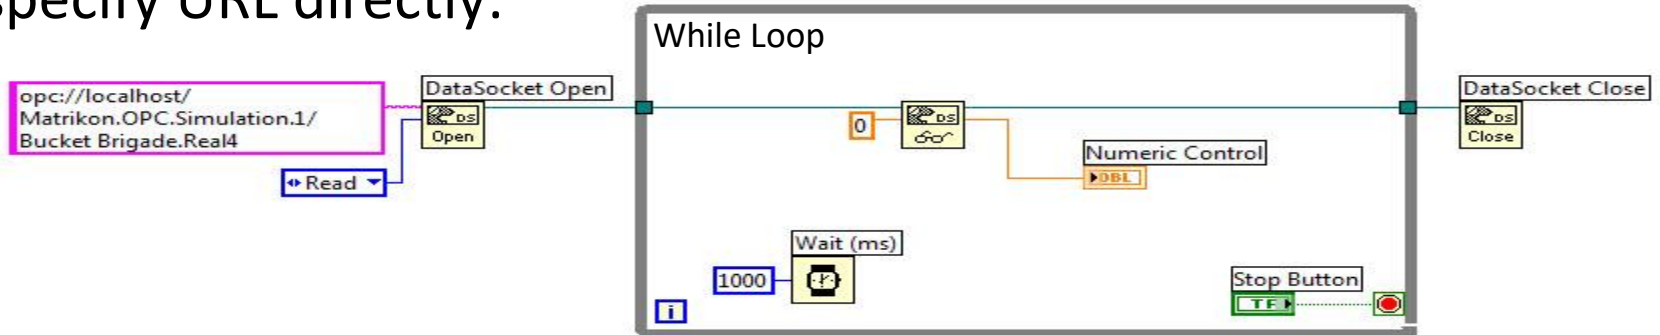 specify URL directly:
While Loop
opc://localhost/
Matrikon.OPC.Simulation.1/
Bucket Brigade.Real4
DataSocket Open
DS
Open
Read
0
DS
Numeric Control
DBL
DataSocket Close
DS
Close
Wait (ms)
1000
i
Stop Button
TF